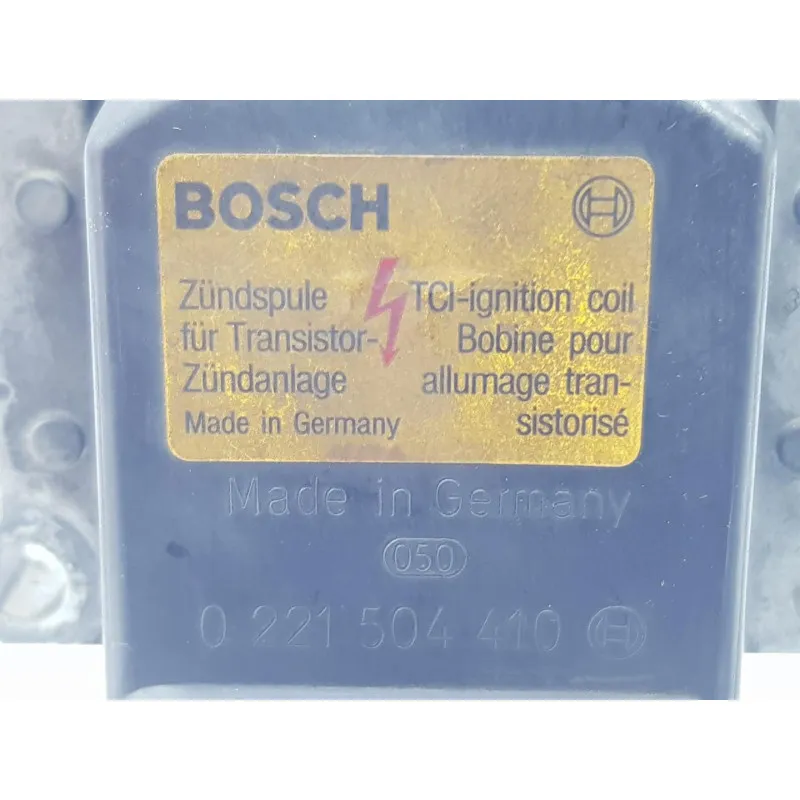 BOSCH
Zündspule
für Transistor-
Zündanlage
Made in Germany
TCI-ignition coil
Bobine pour
allumage tran-
sistorisé
Made in Germany
050
0 221 504 410